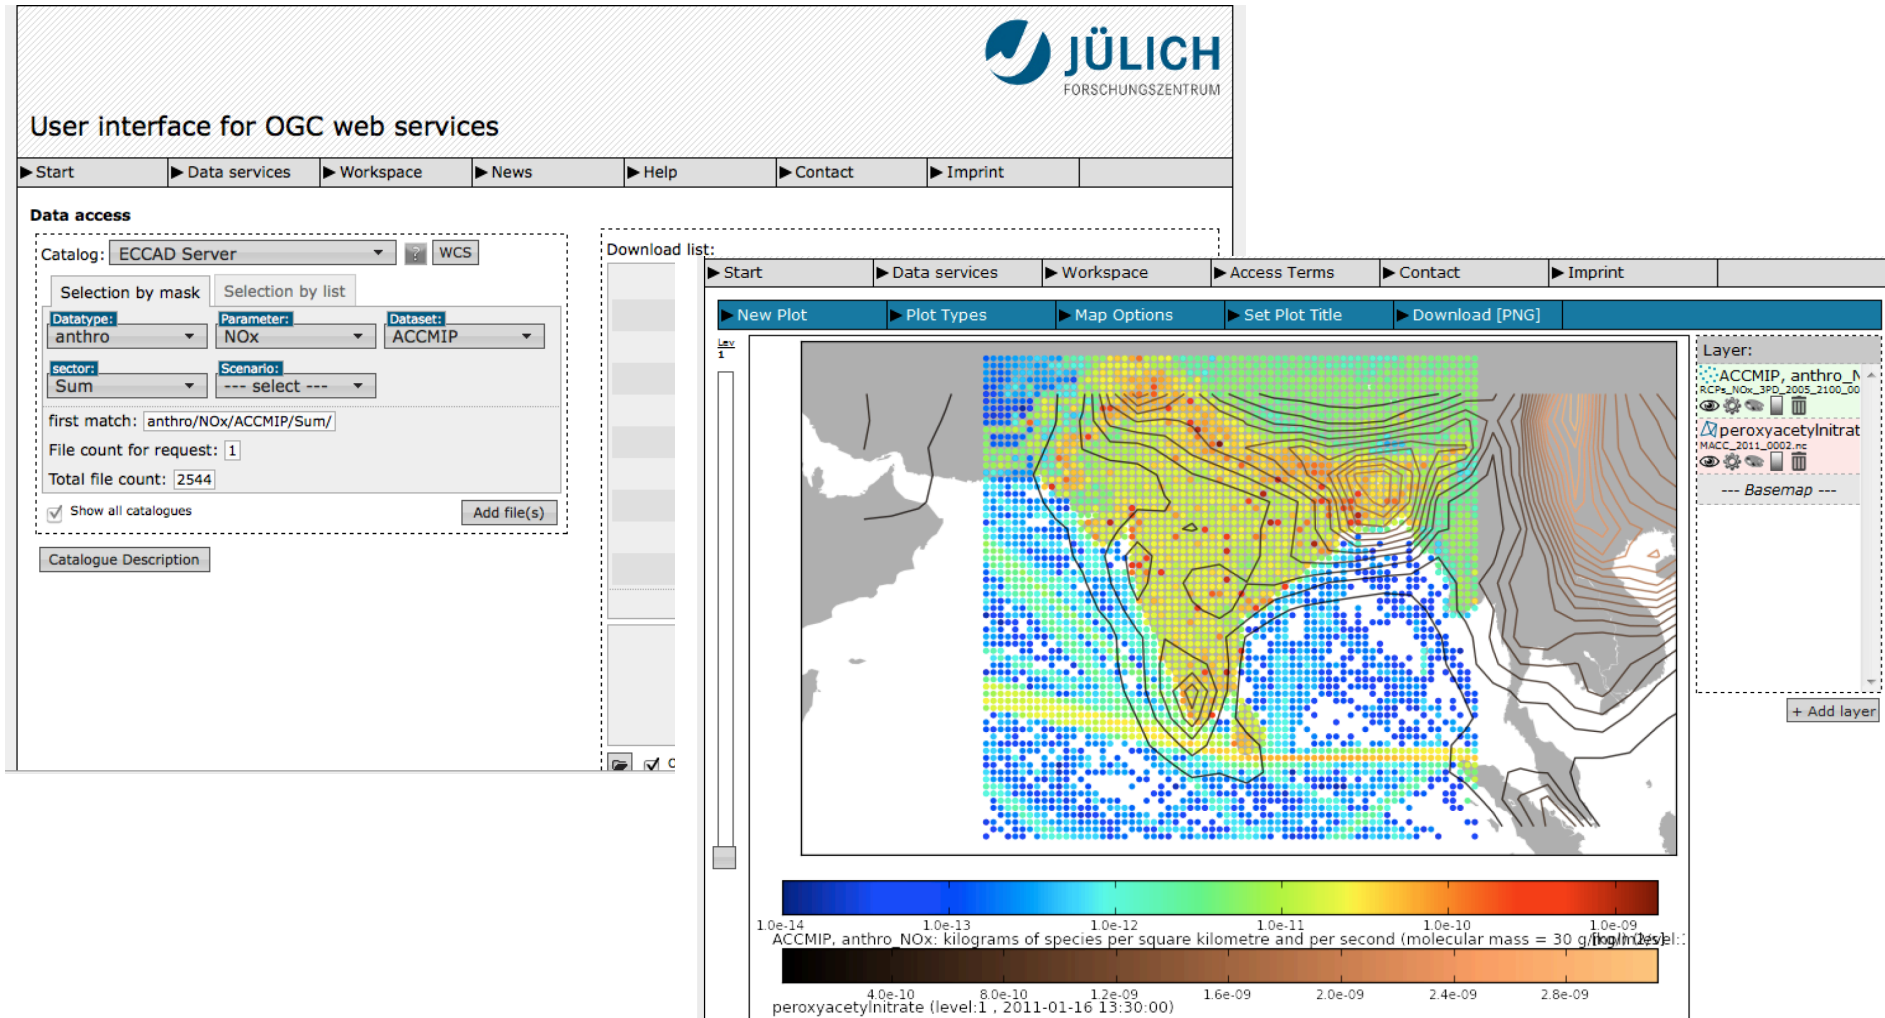 JÜLICH
FORSCHUNGSZENTRUM
User interface for OGC web services
Start Data services Workspace News Help Contact Imprint
Data access
Catalog: ECCAD Server ? WCS
Selection by mask Selection by list
Datatype: Parameter: Dataset:
anthro NOx ACCMIP
sector: Scenario:
Sum --- select ---
first match: anthro/NOx/ACCMIP/Sum/
File count for request: 1
Total file count: 2544
Show all catalogues Add file(s)
Catalogue Description
Download list:
Start Data services Workspace Access Terms Contact Imprint
New Plot Plot Types Map Options Set Plot Title Download [PNG]
Lev
1
Layer:
ACCMIP, anthro_N
RCPs_NOx_3PD_2005_2100_00
peroxyacetylnitrat
MACC_2011_0002.nc
--- Basemap ---
+ Add layer
1.0e-14 1.0e-13 1.0e-12 1.0e-11 1.0e-10 1.0e-09
ACCMIP, anthro_NOx: kilograms of species per square kilometre and per second (molecular mass = 30 g/
4.0e-10 8.0e-10 1.2e-09 1.6e-09 2.0e-09 2.4e-09 2.8e-09
peroxyacetylnitrate (level:1 , 2011-01-16 13:30:00)